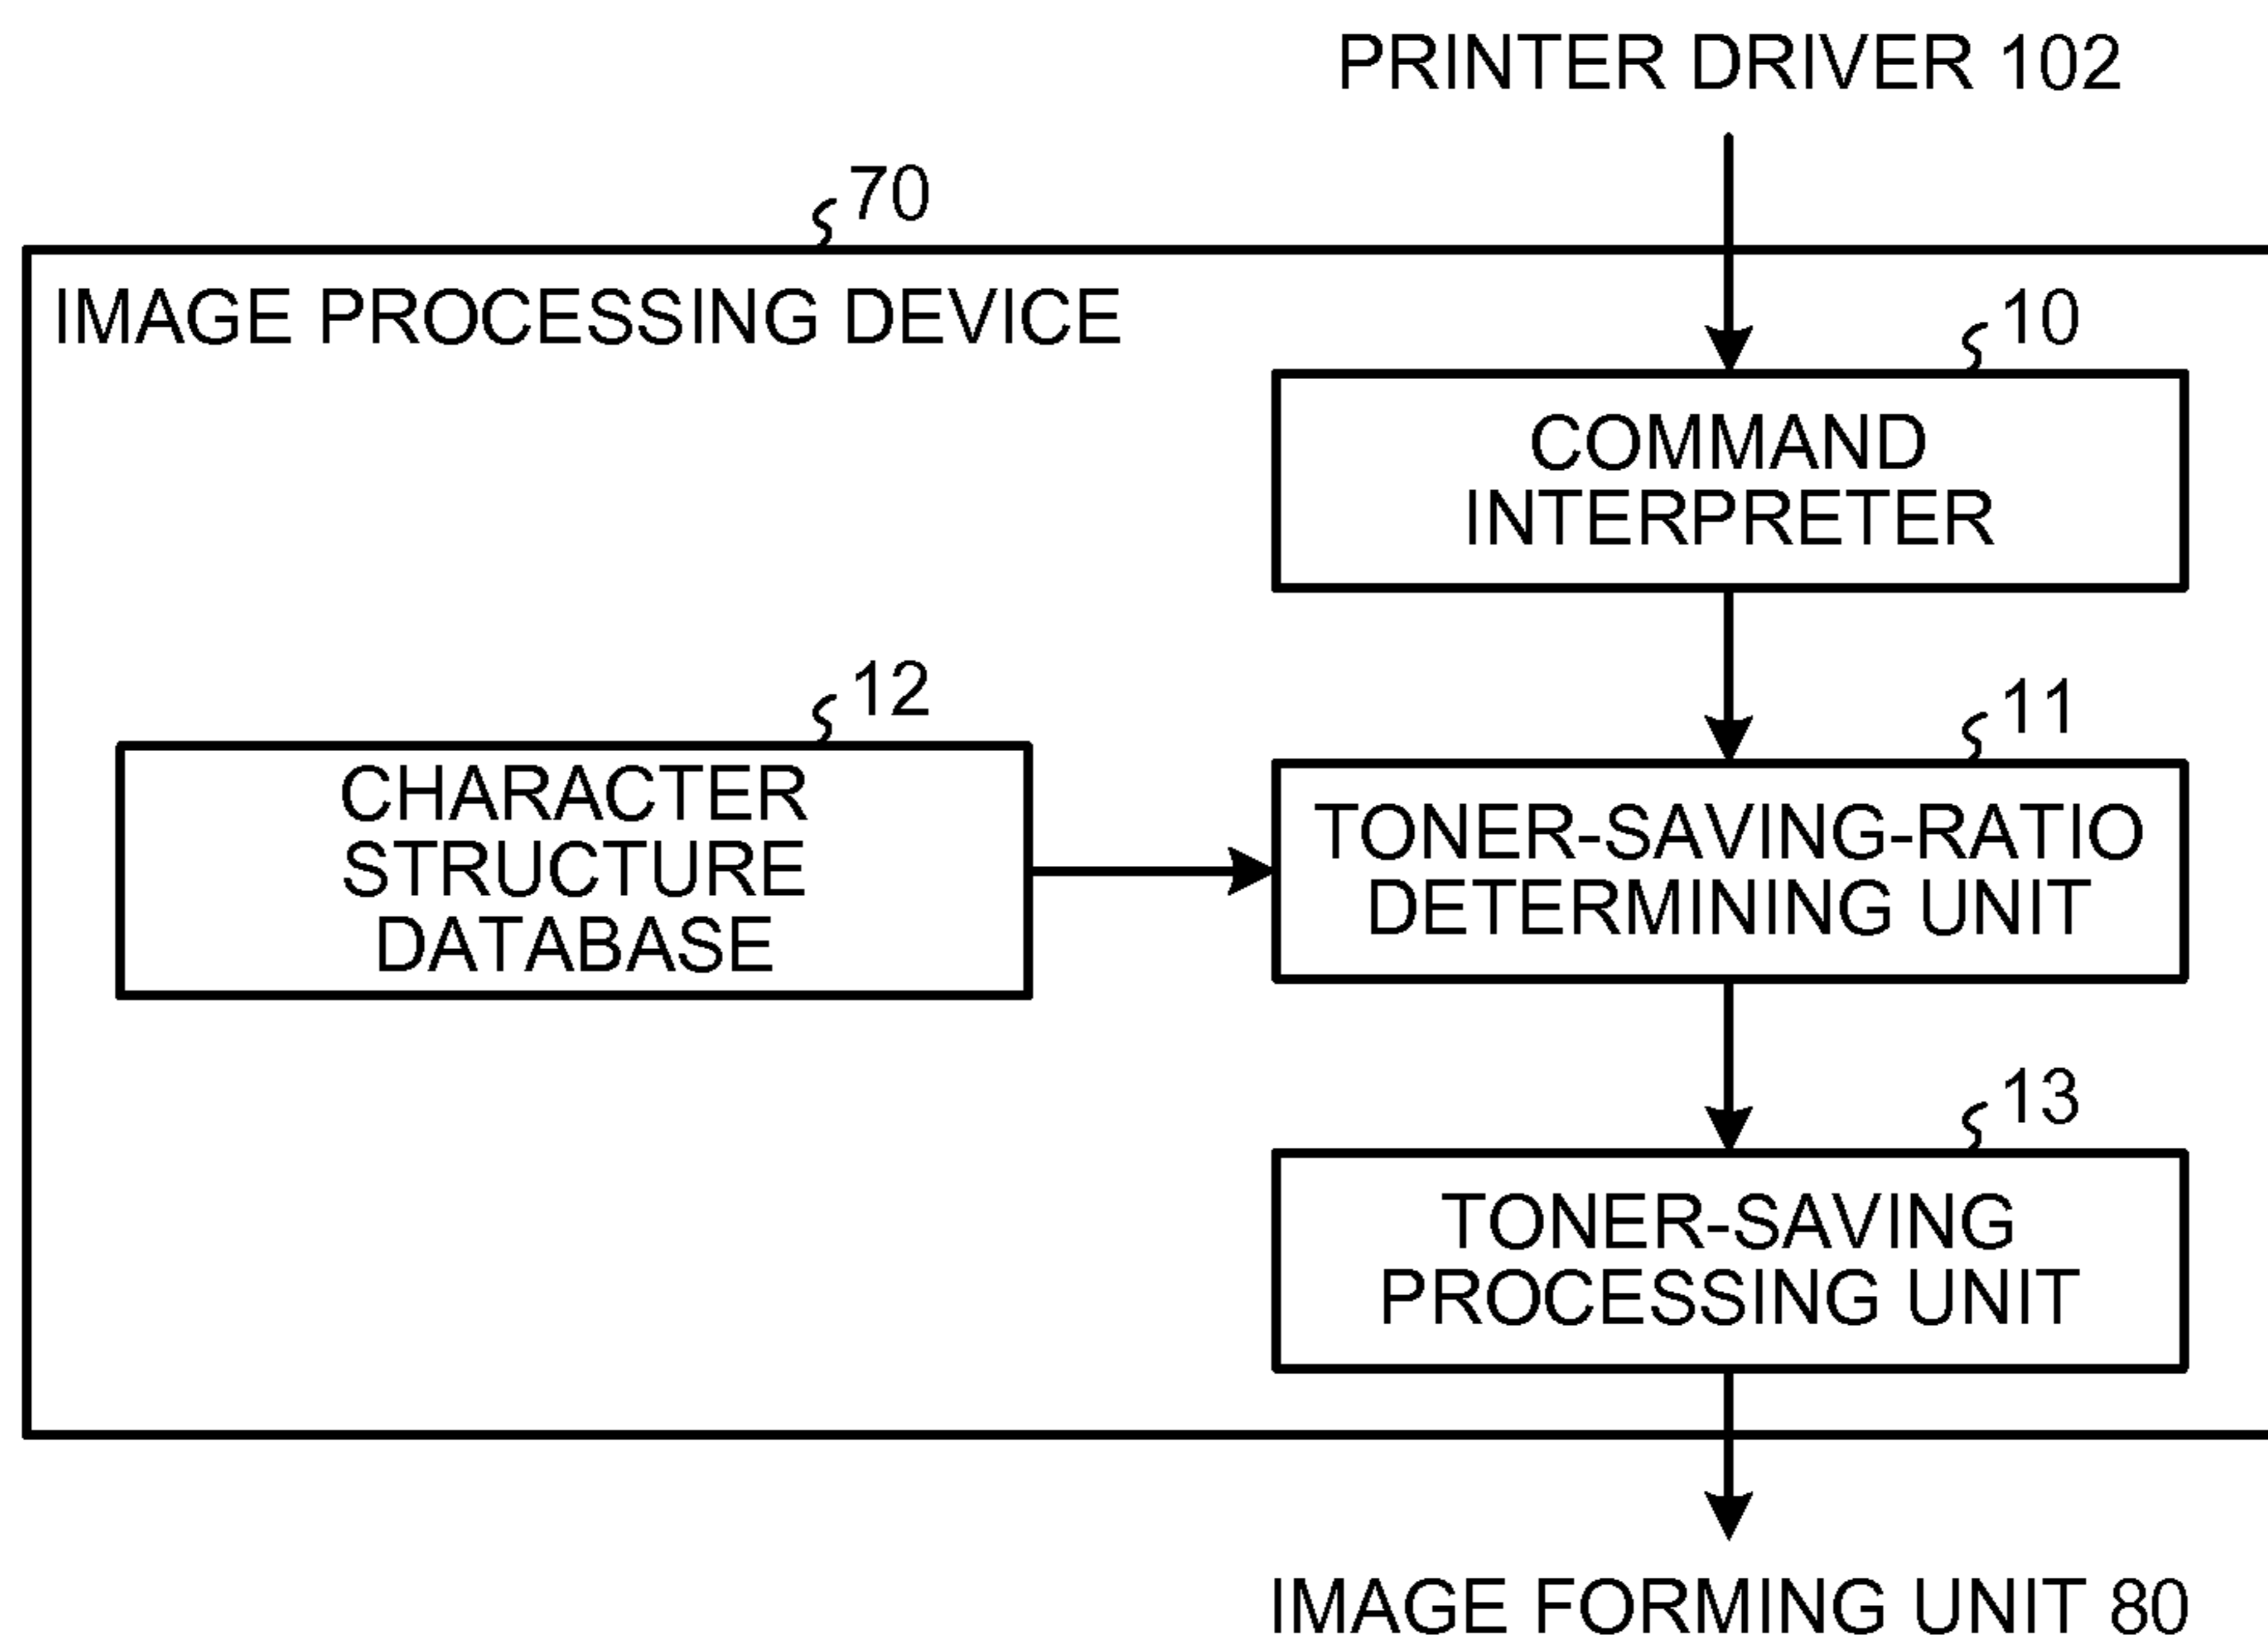 PRINTER DRIVER 102
70
IMAGE PROCESSING DEVICE
10
COMMAND
INTERPRETER
12
CHARACTER
STRUCTURE
DATABASE
11
TONER-SAVING-RATIO
DETERMINING UNIT
13
TONER-SAVING
PROCESSING UNIT
IMAGE FORMING UNIT 80